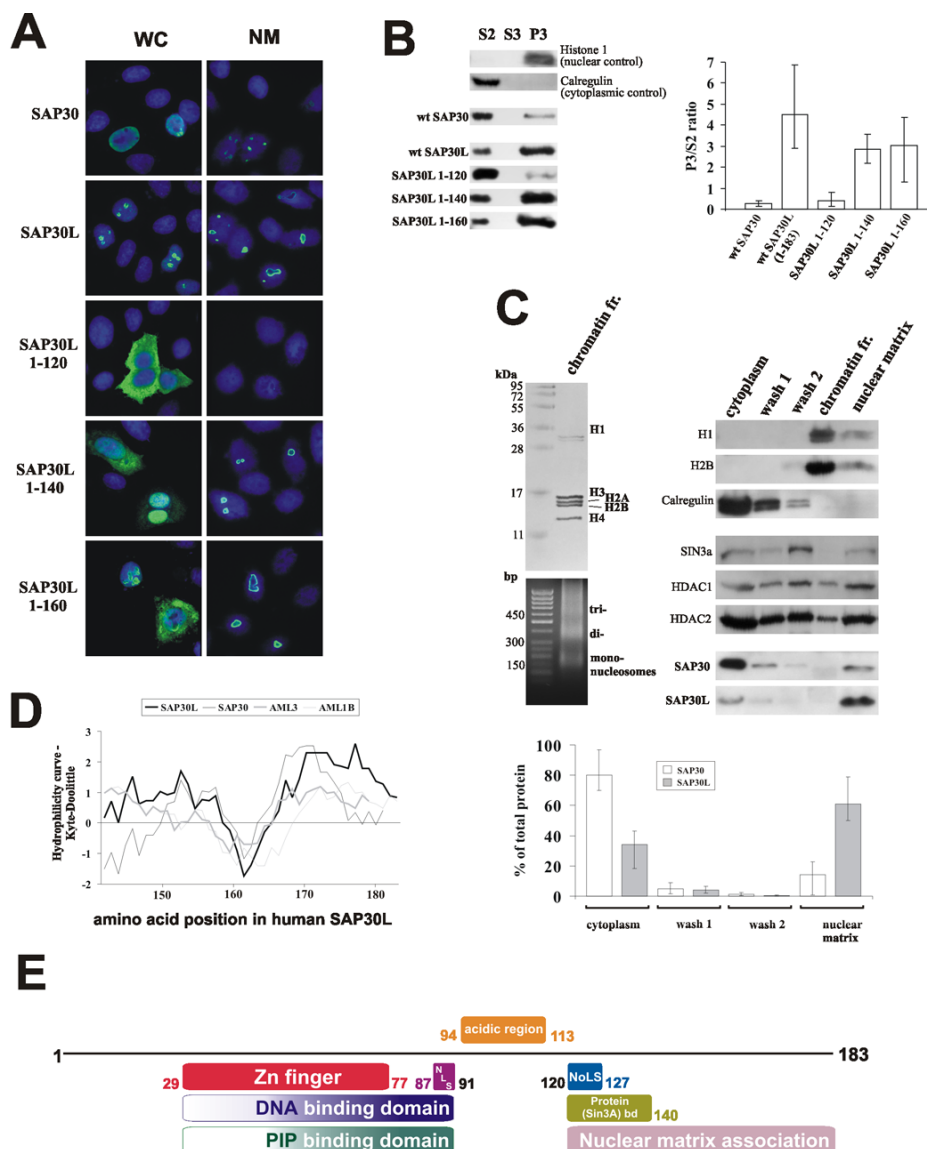 A
WC NM
SAP30
SAP30L
SAP30L
1-120
SAP30L
1-140
SAP30L
1-160
B
S2 S3 P3
Histone 1
(nuclear control)
Calregulin
(cytoplasmic control)
wt SAP30
wt SAP30L
SAP30L 1-120
SAP30L 1-140
SAP30L 1-160
P3/S2 ratio
7
6
5
4
3
2
1
0
wt SAP30
wt SAP30L
(1-183)
SAP30L 1-120
SAP30L 1-140
SAP30L 1-160
C
chromatin fr.
kDa
95
72
55
36
28
17
11
H1
H3
H2A
H2B
H4
bp
450
300
150
tri-
di-
mono-
nucleosomes
cytoplasm
wash 1
wash 2
chromatin fr.
nuclear matrix
H1
H2B
Calregulin
SIN3a
HDAC1
HDAC2
SAP30
SAP30L
% of total protein
100
80
60
40
20
0
SAP30
SAP30L
cytoplasm wash 1 wash 2 nuclear
matrix
D
SAP30L SAP30 AML3 AML1B
Hydrophilicity curve -
Kyte-Doolittle
3
2
1
0
-1
-2
150 160 170 180
amino acid position in human SAP30L
E
94 acidic region 113
1 183
29 Zn finger 77 87 NLS 91 120 NoLS 127
DNA binding domain
Protein
(Sin3A) bd 140
PIP binding domain Nuclear matrix association